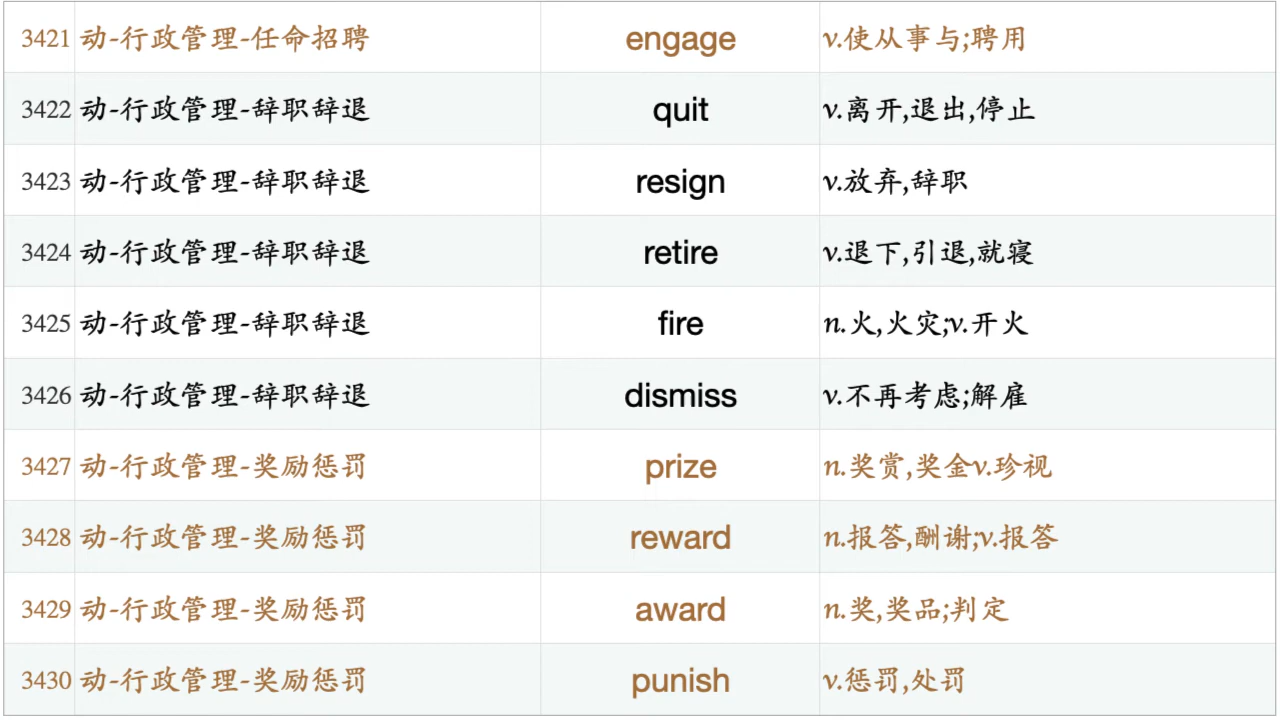 3421 动-行政管理-任命招聘 engage v.使从事与;聘用
3422 动-行政管理-辞职辞退 quit v.离开,退出,停止
3423 动-行政管理-辞职辞退 resign v.放弃,辞职
3424 动-行政管理-辞职辞退 retire v.退下,引退,就寝
3425 动-行政管理-辞职辞退 fire n.火,火灾;v.开火
3426 动-行政管理-辞职辞退 dismiss v.不再考虑;解雇
3427 动-行政管理-奖励惩罚 prize n.奖赏,奖金v.珍视
3428 动-行政管理-奖励惩罚 reward n.报答,酬谢;v.报答
3429 动-行政管理-奖励惩罚 award n.奖,奖品;判定
3430 动-行政管理-奖励惩罚 punish v.惩罚,处罚